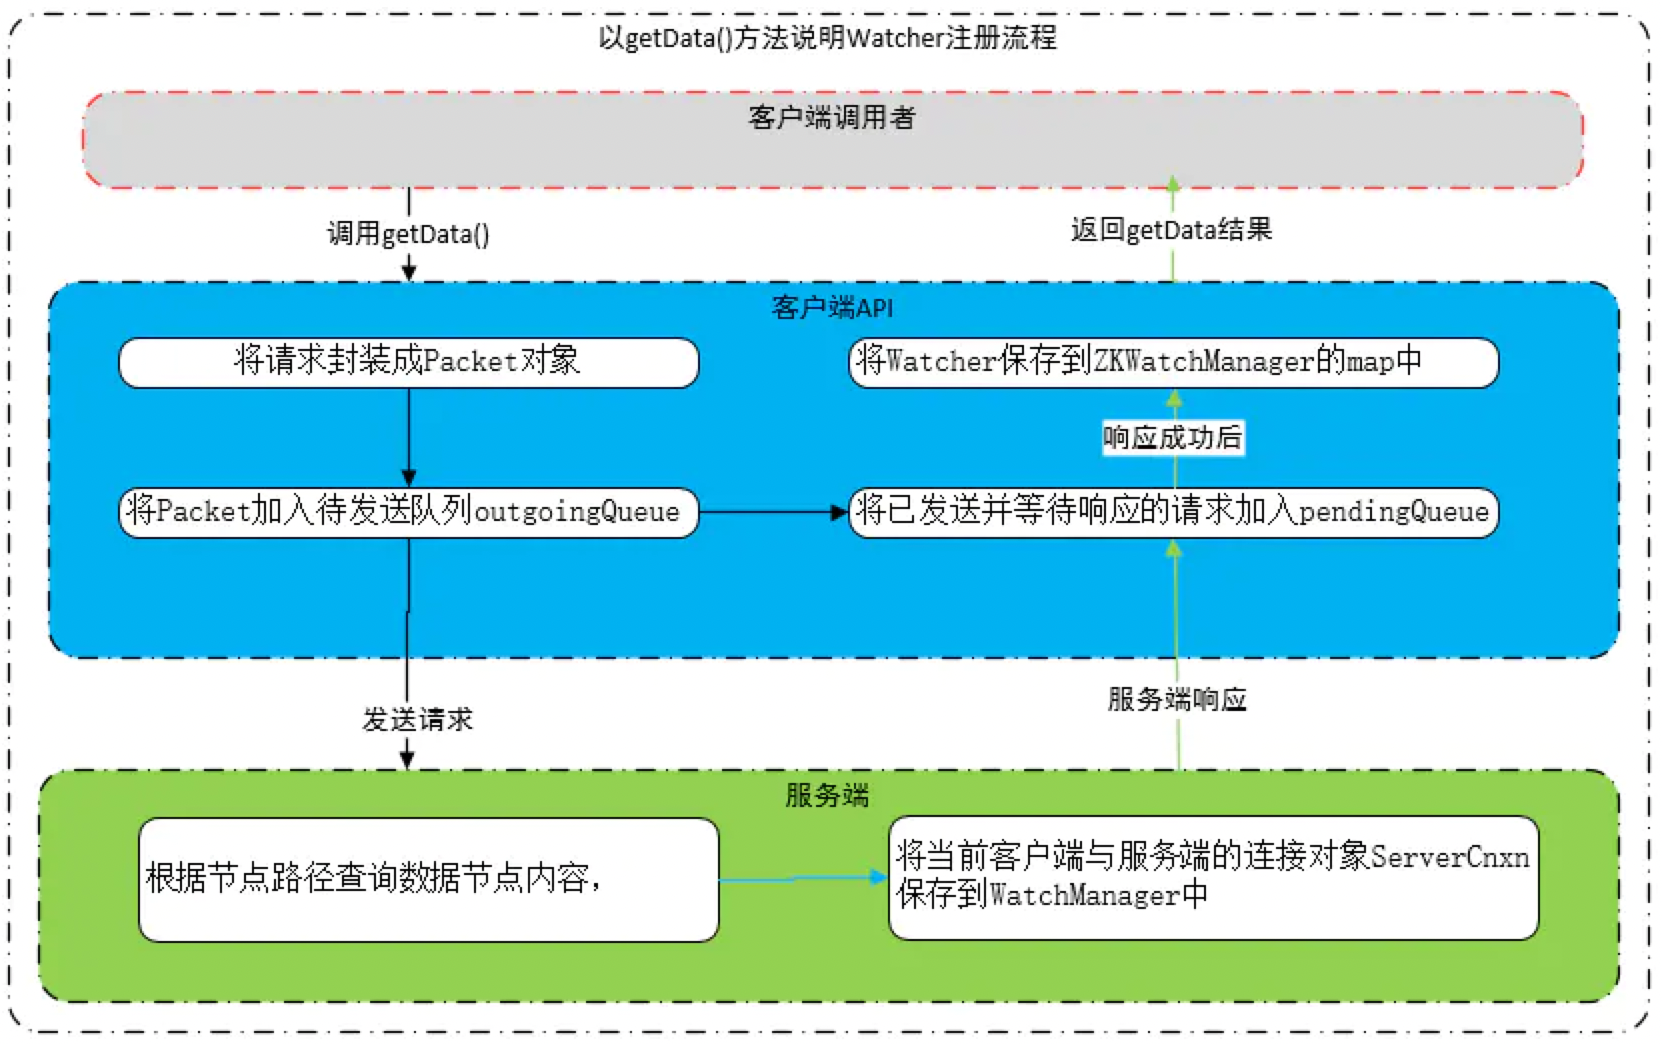 以getData()方法说明Watcher注册流程
客户端调用者
调用getData()
返回getData结果
客户端API
将请求封装成Packet对象
将Watcher保存到ZKWatchManager的map中
响应成功后
将Packet加入待发送队列outgoingQueue
将已发送并等待响应的请求加入pendingQueue
服务端响应
发送请求
服务端
根据节点路径查询数据节点内容，
将当前客户端与服务端的连接对象ServerCnxn
保存到WatchManager中